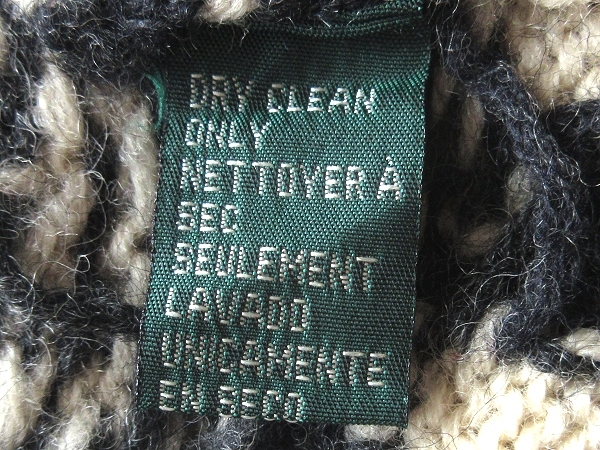 DRY CLEAN
ONLY
NETTOYER À
SEC
SEULEMENT
LAVADO
UNICAMENTE
EN SECO